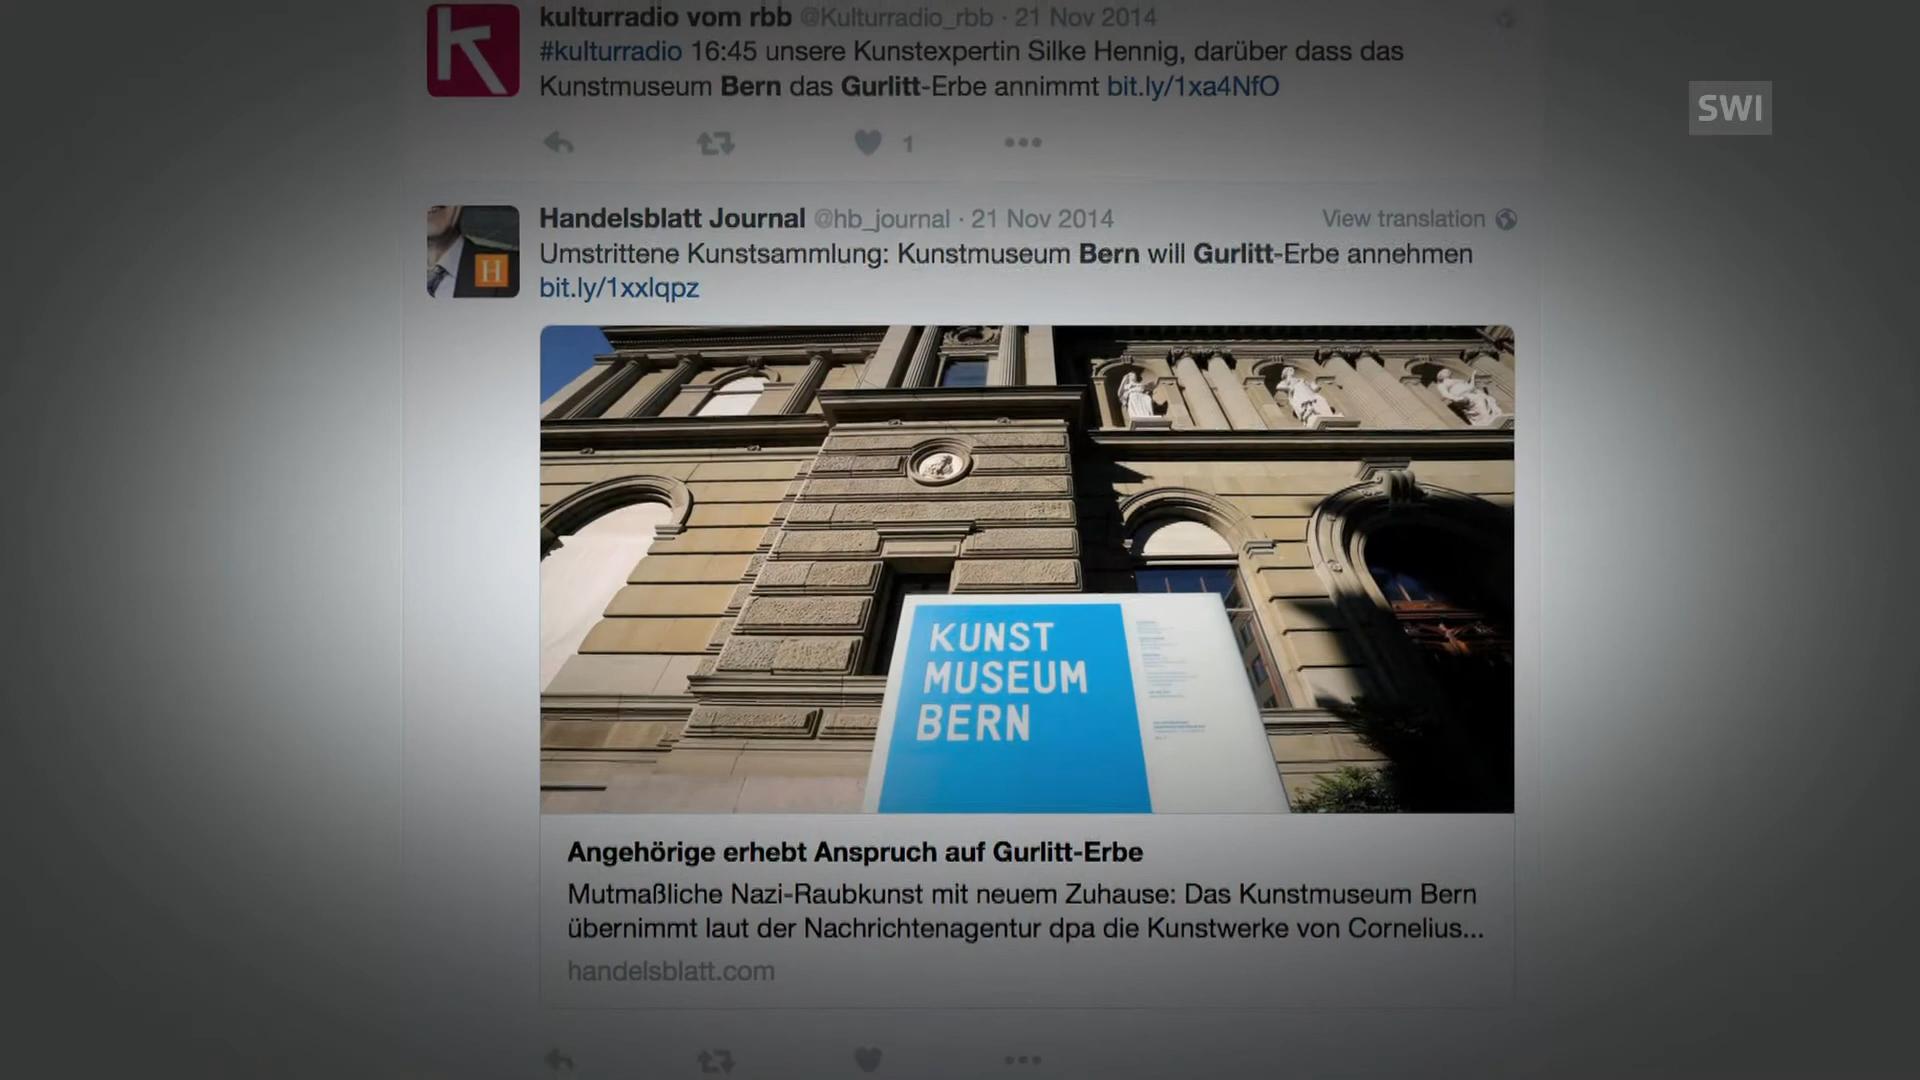 kulturradio vom rbb @Kulturradio_rbb · 21 Nov 2014
#kulturradio 16:45 unsere Kunstexpertin Silke Hennig, darüber dass das
Kunstmuseum Bern das Gurlitt-Erbe annimmt bit.ly/1xa4NfO
1
SWI
Handelsblatt Journal @hb_journal · 21 Nov 2014 View translation
Umstrittene Kunstsammlung: Kunstmuseum Bern will Gurlitt-Erbe annehmen
bit.ly/1xxlqpz
H
KUNST
MUSEUM
BERN
Angehörige erhebt Anspruch auf Gurlitt-Erbe
Mutmaßliche Nazi-Raubkunst mit neuem Zuhause: Das Kunstmuseum Bern
übernimmt laut der Nachrichtenagentur dpa die Kunstwerke von Cornelius...
handelsblatt.com